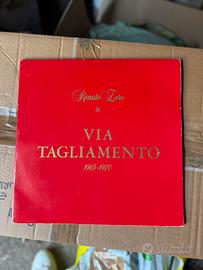 Renato Zero
in
VIA
TAGLIAMENTO
1965-1970
subito